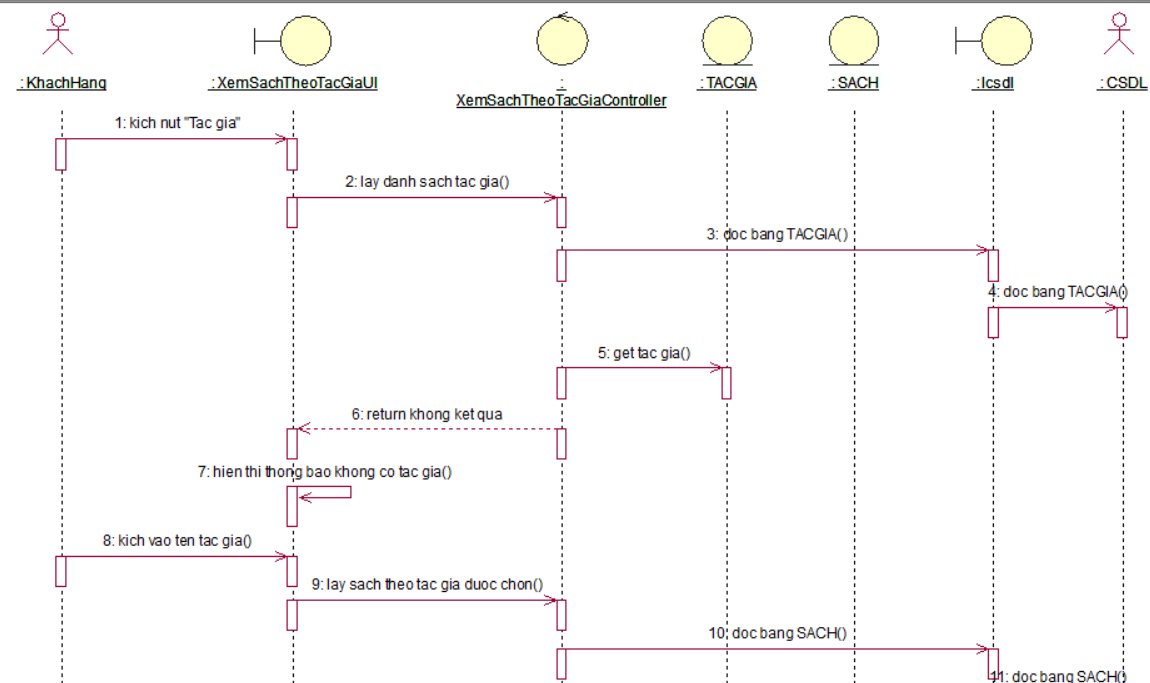 : KhachHang
: XemSachTheoTacGiaUI
:
XemSachTheoTacGiaController
: TACGIA
: SACH
: Icsdl
: CSDL
1: kich nut "Tac gia"
2: lay danh sach tac gia()
3: doc bang TACGIA()
4: doc bang TACGIA()
5: get tac gia()
6: return khong ket qua
7: hien thi thong bao khong co tac gia()
8: kich vao ten tac gia()
9: lay sach theo tac gia duoc chon()
10: doc bang SACH()
11: doc bang SACH()